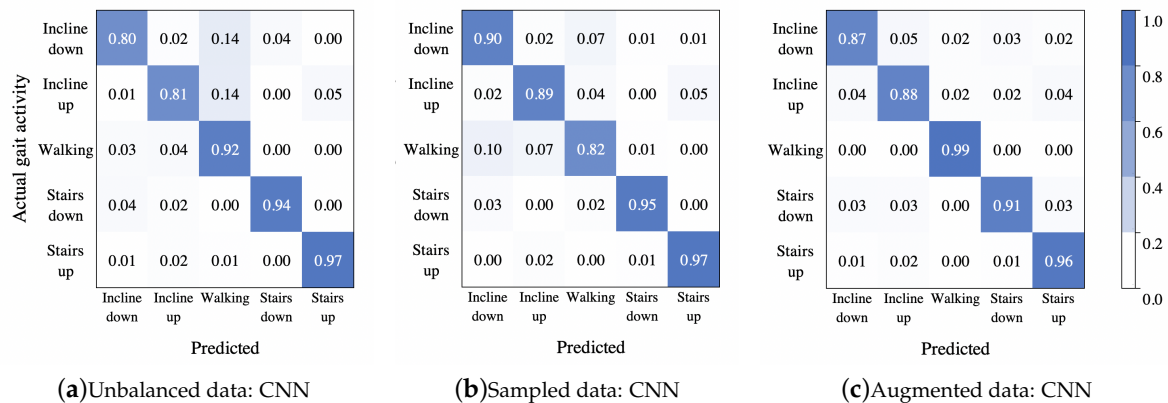 Actual gait activity
Incline
down
0.80 0.02 0.14 0.04 0.00
Incline
up
0.01 0.81 0.14 0.00 0.05
Walking
0.03 0.04 0.92 0.00 0.00
Stairs
down
0.04 0.02 0.00 0.94 0.00
Stairs
up
0.01 0.02 0.01 0.00 0.97
Incline Incline Walking Stairs Stairs
down up down up
Predicted
(a)Unbalanced data: CNN
Incline
down
0.90 0.02 0.07 0.01 0.01
Incline
up
0.02 0.89 0.04 0.00 0.05
Walking
0.10 0.07 0.82 0.01 0.00
Stairs
down
0.03 0.00 0.02 0.95 0.00
Stairs
up
0.00 0.02 0.02 0.00 0.97
Incline Incline Walking Stairs Stairs
down up down up
Predicted
(b)Sampled data: CNN
Incline
down
0.87 0.05 0.02 0.03 0.02
Incline
up
0.04 0.88 0.02 0.02 0.04
Walking
0.00 0.00 0.99 0.00 0.00
Stairs
down
0.03 0.03 0.00 0.91 0.03
Stairs
up
0.01 0.02 0.00 0.01 0.96
Incline Incline Walking Stairs Stairs
down up down up
Predicted
(c)Augmented data: CNN
1.0
0.8
0.6
0.4
0.2
0.0